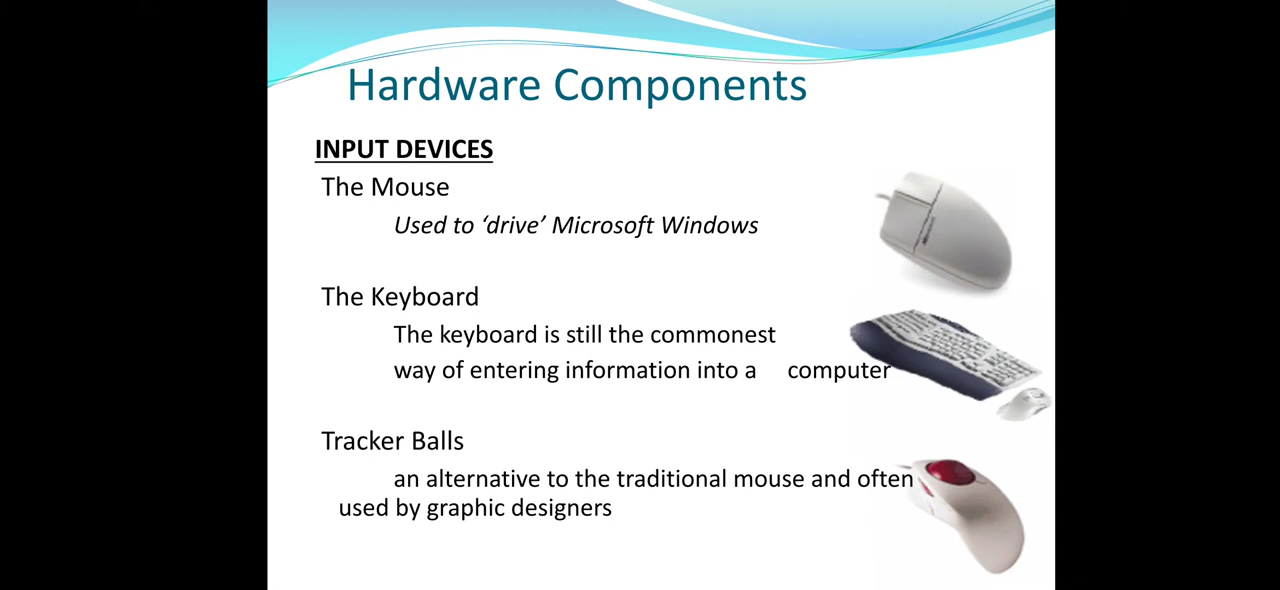 Hardware Components
INPUT DEVICES
The Mouse
Used to ‘drive’ Microsoft Windows
The Keyboard
The keyboard is still the commonest
way of entering information into a computer
Tracker Balls
an alternative to the traditional mouse and often
used by graphic designers